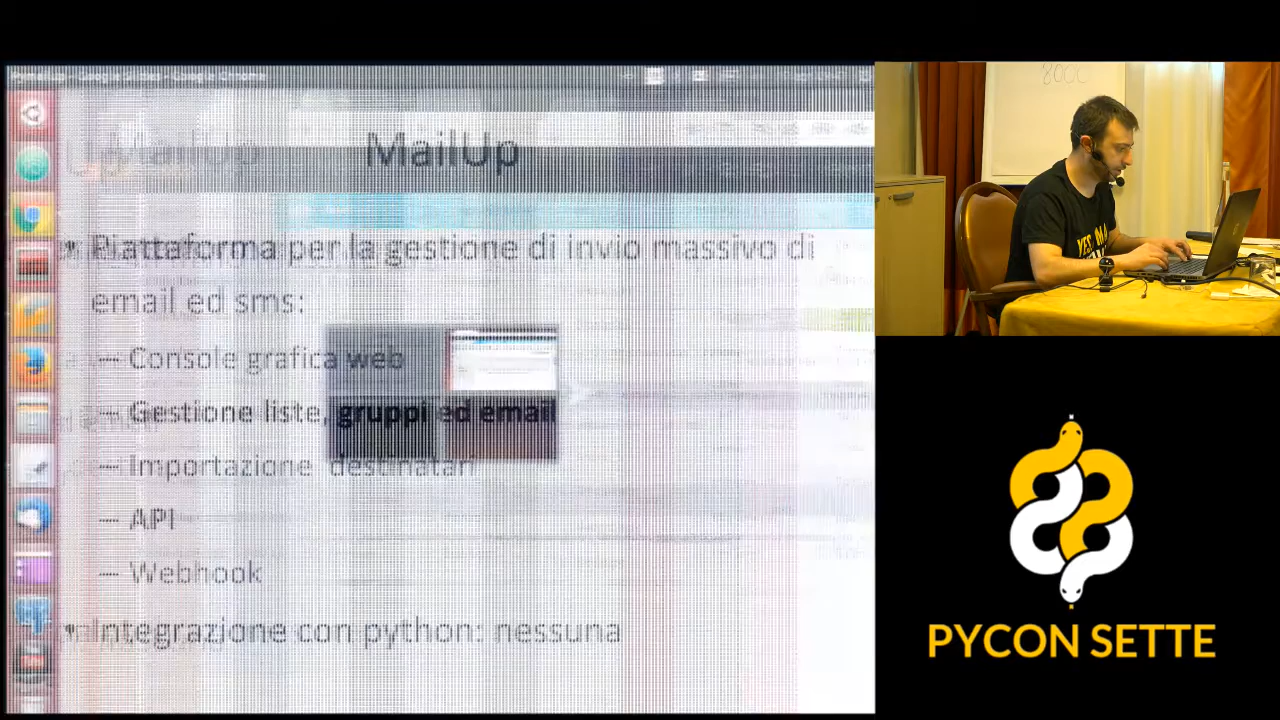 MailUp
Piattaforma per la gestione di invio massivo di
email ed sms:
Console grafica web
Gestione liste, gruppi ed email
Importazione destinatari
API
Webhook
Integrazione con python: nessuna
PYCON SETTE